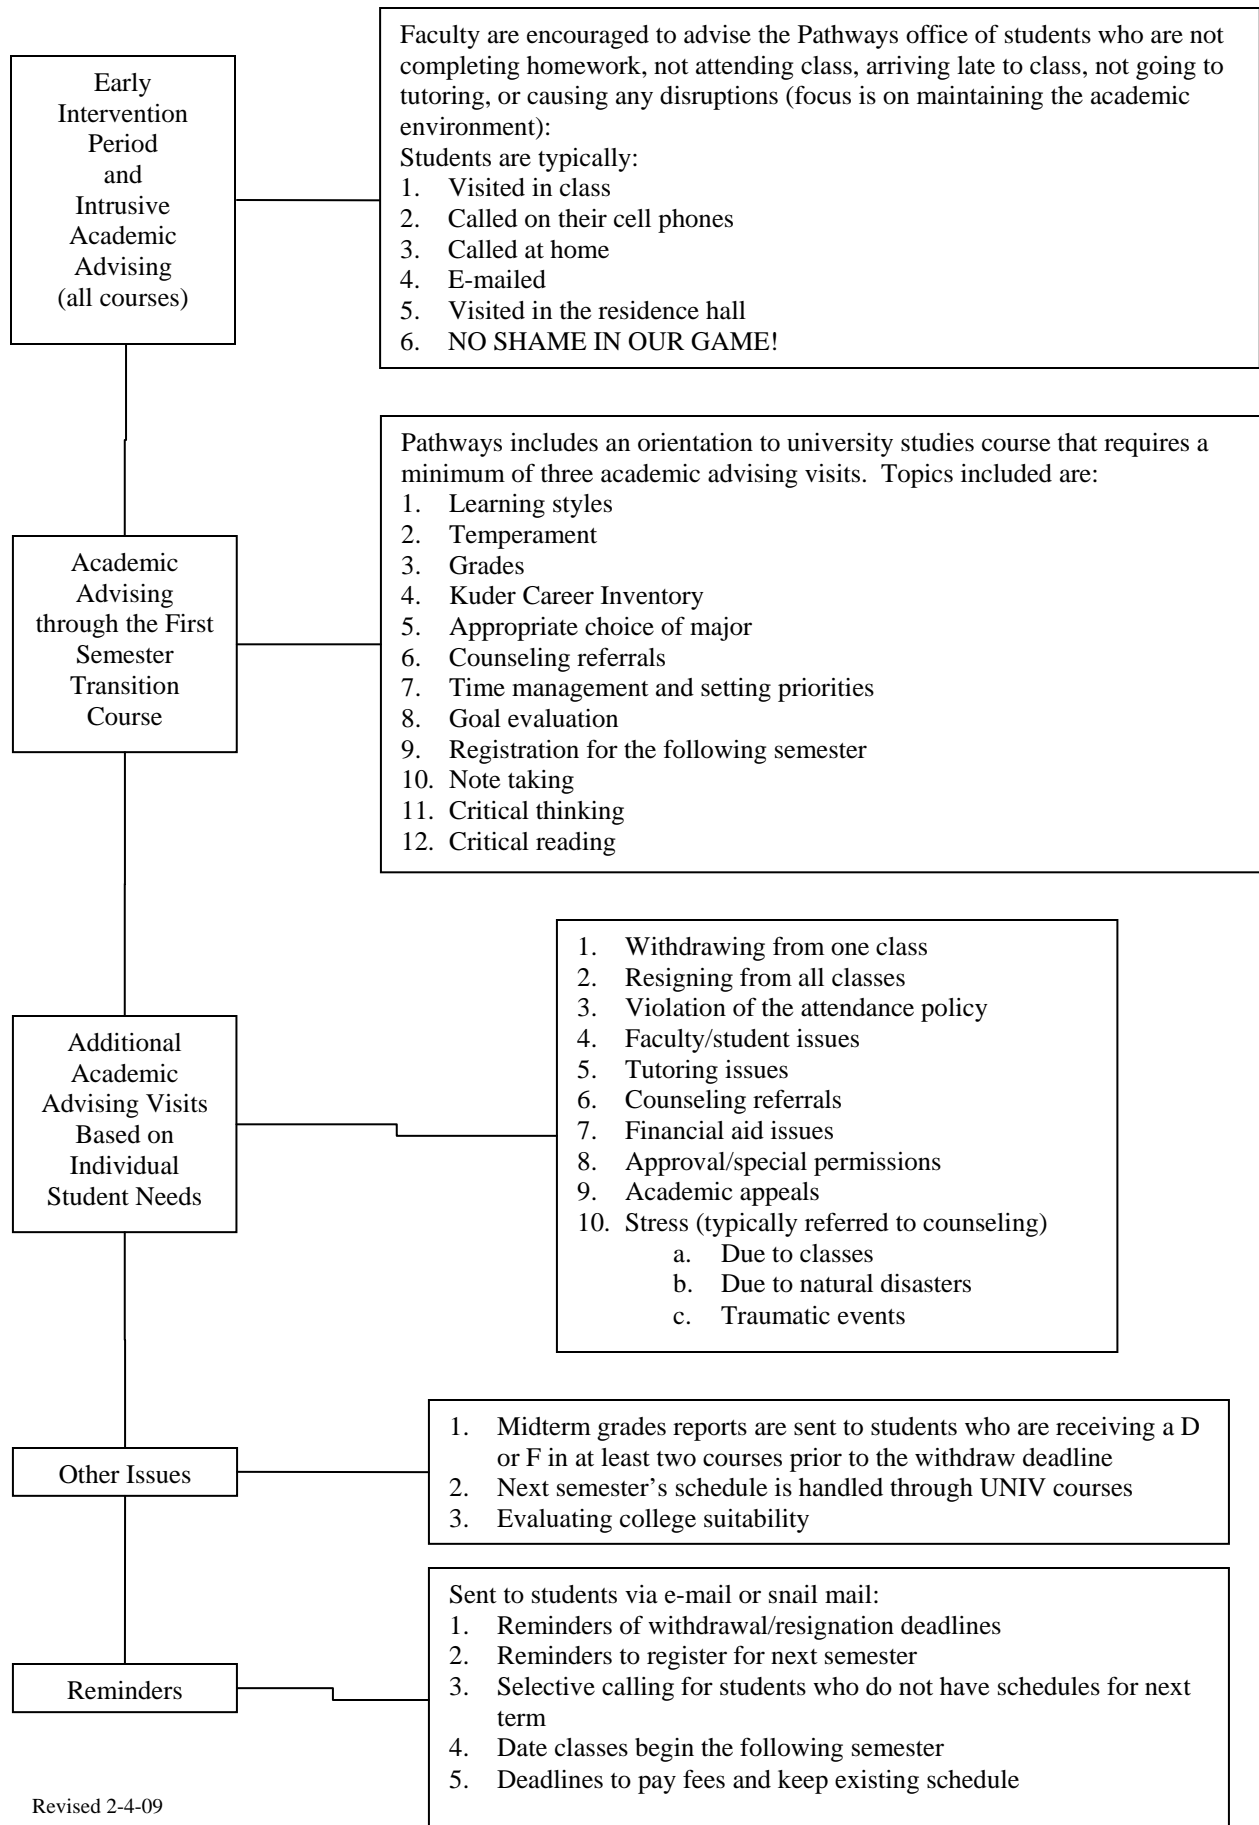 Early
Intervention
Period
and
Intrusive
Academic
Advising
(all courses)
Faculty are encouraged to advise the Pathways office of students who are not
completing homework, not attending class, arriving late to class, not going to
tutoring, or causing any disruptions (focus is on maintaining the academic
environment):
Students are typically:
1. Visited in class
2. Called on their cell phones
3. Called at home
4. E-mailed
5. Visited in the residence hall
6. NO SHAME IN OUR GAME!
Academic
Advising
through the First
Semester
Transition
Course
Pathways includes an orientation to university studies course that requires a
minimum of three academic advising visits. Topics included are:
1. Learning styles
2. Temperament
3. Grades
4. Kuder Career Inventory
5. Appropriate choice of major
6. Counseling referrals
7. Time management and setting priorities
8. Goal evaluation
9. Registration for the following semester
10. Note taking
11. Critical thinking
12. Critical reading
Additional
Academic
Advising Visits
Based on
Individual
Student Needs
1. Withdrawing from one class
2. Resigning from all classes
3. Violation of the attendance policy
4. Faculty/student issues
5. Tutoring issues
6. Counseling referrals
7. Financial aid issues
8. Approval/special permissions
9. Academic appeals
10. Stress (typically referred to counseling)
a. Due to classes
b. Due to natural disasters
c. Traumatic events
Other Issues
1. Midterm grades reports are sent to students who are receiving a D
or F in at least two courses prior to the withdraw deadline
2. Next semester’s schedule is handled through UNIV courses
3. Evaluating college suitability
Reminders
Sent to students via e-mail or snail mail:
1. Reminders of withdrawal/resignation deadlines
2. Reminders to register for next semester
3. Selective calling for students who do not have schedules for next
term
4. Date classes begin the following semester
5. Deadlines to pay fees and keep existing schedule
Revised 2-4-09